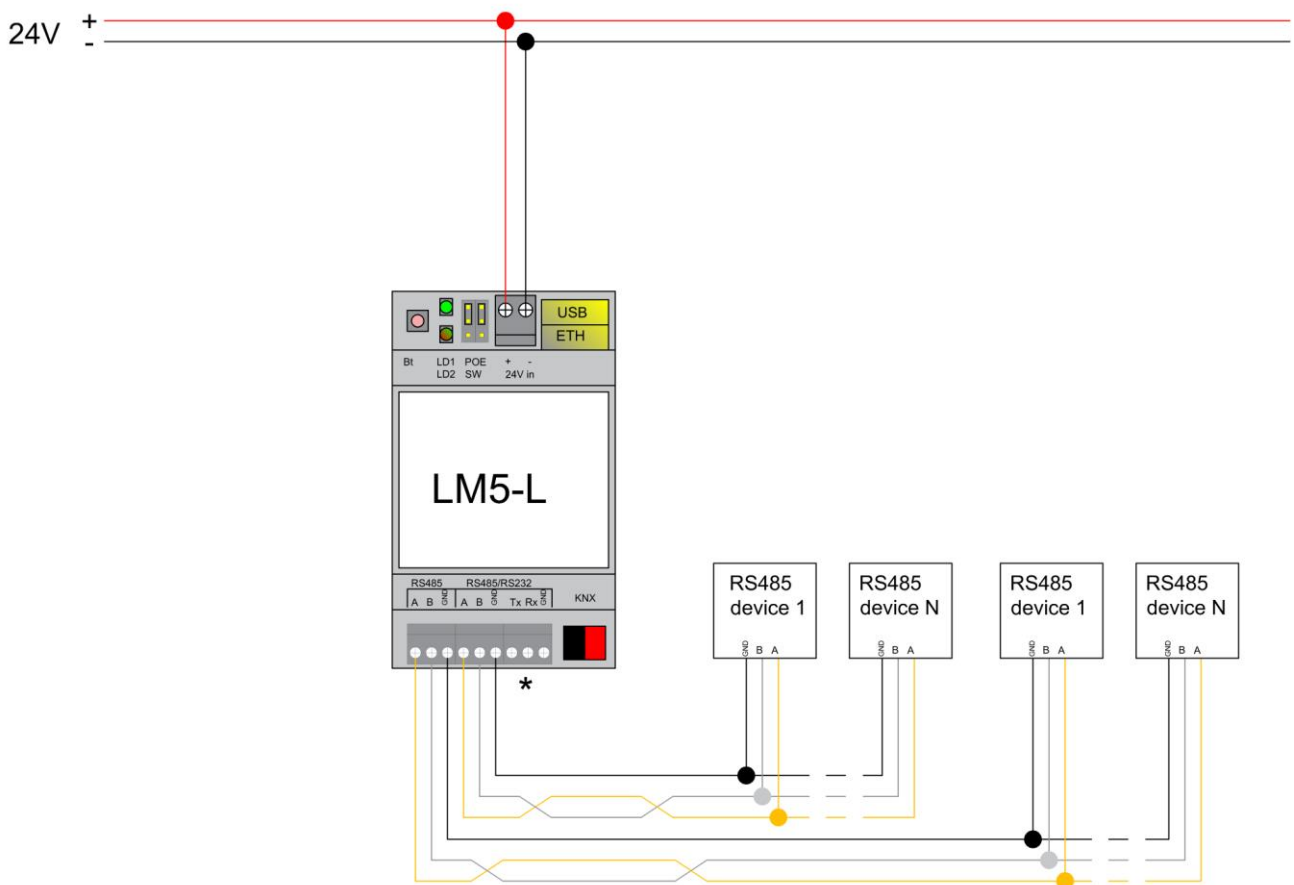 24V + -
USB
ETH
Bt LD1 POE + -
LD2 SW 24V in
LM5-L
RS485 RS485/RS232
A B GND A B GND Tx Rx GND KNX
*
RS485 device 1
GND B A
RS485 device N
GND B A
RS485 device 1
GND B A
RS485 device N
GND B A